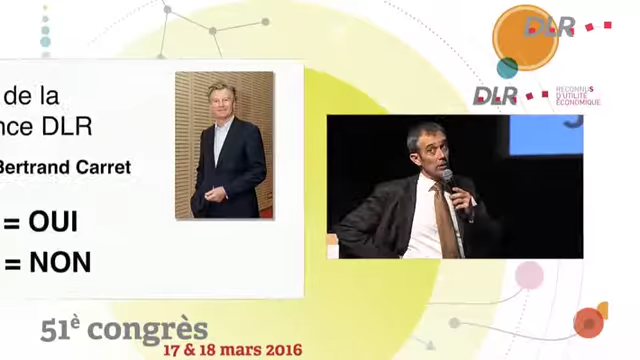 de la
nce DLR
Bertrand Carret
= OUI
= NON
DLR
DLR
RECONNUS
D'UTILITÉ
ÉCONOMIQUE
51è congrès
17 & 18 mars 2016